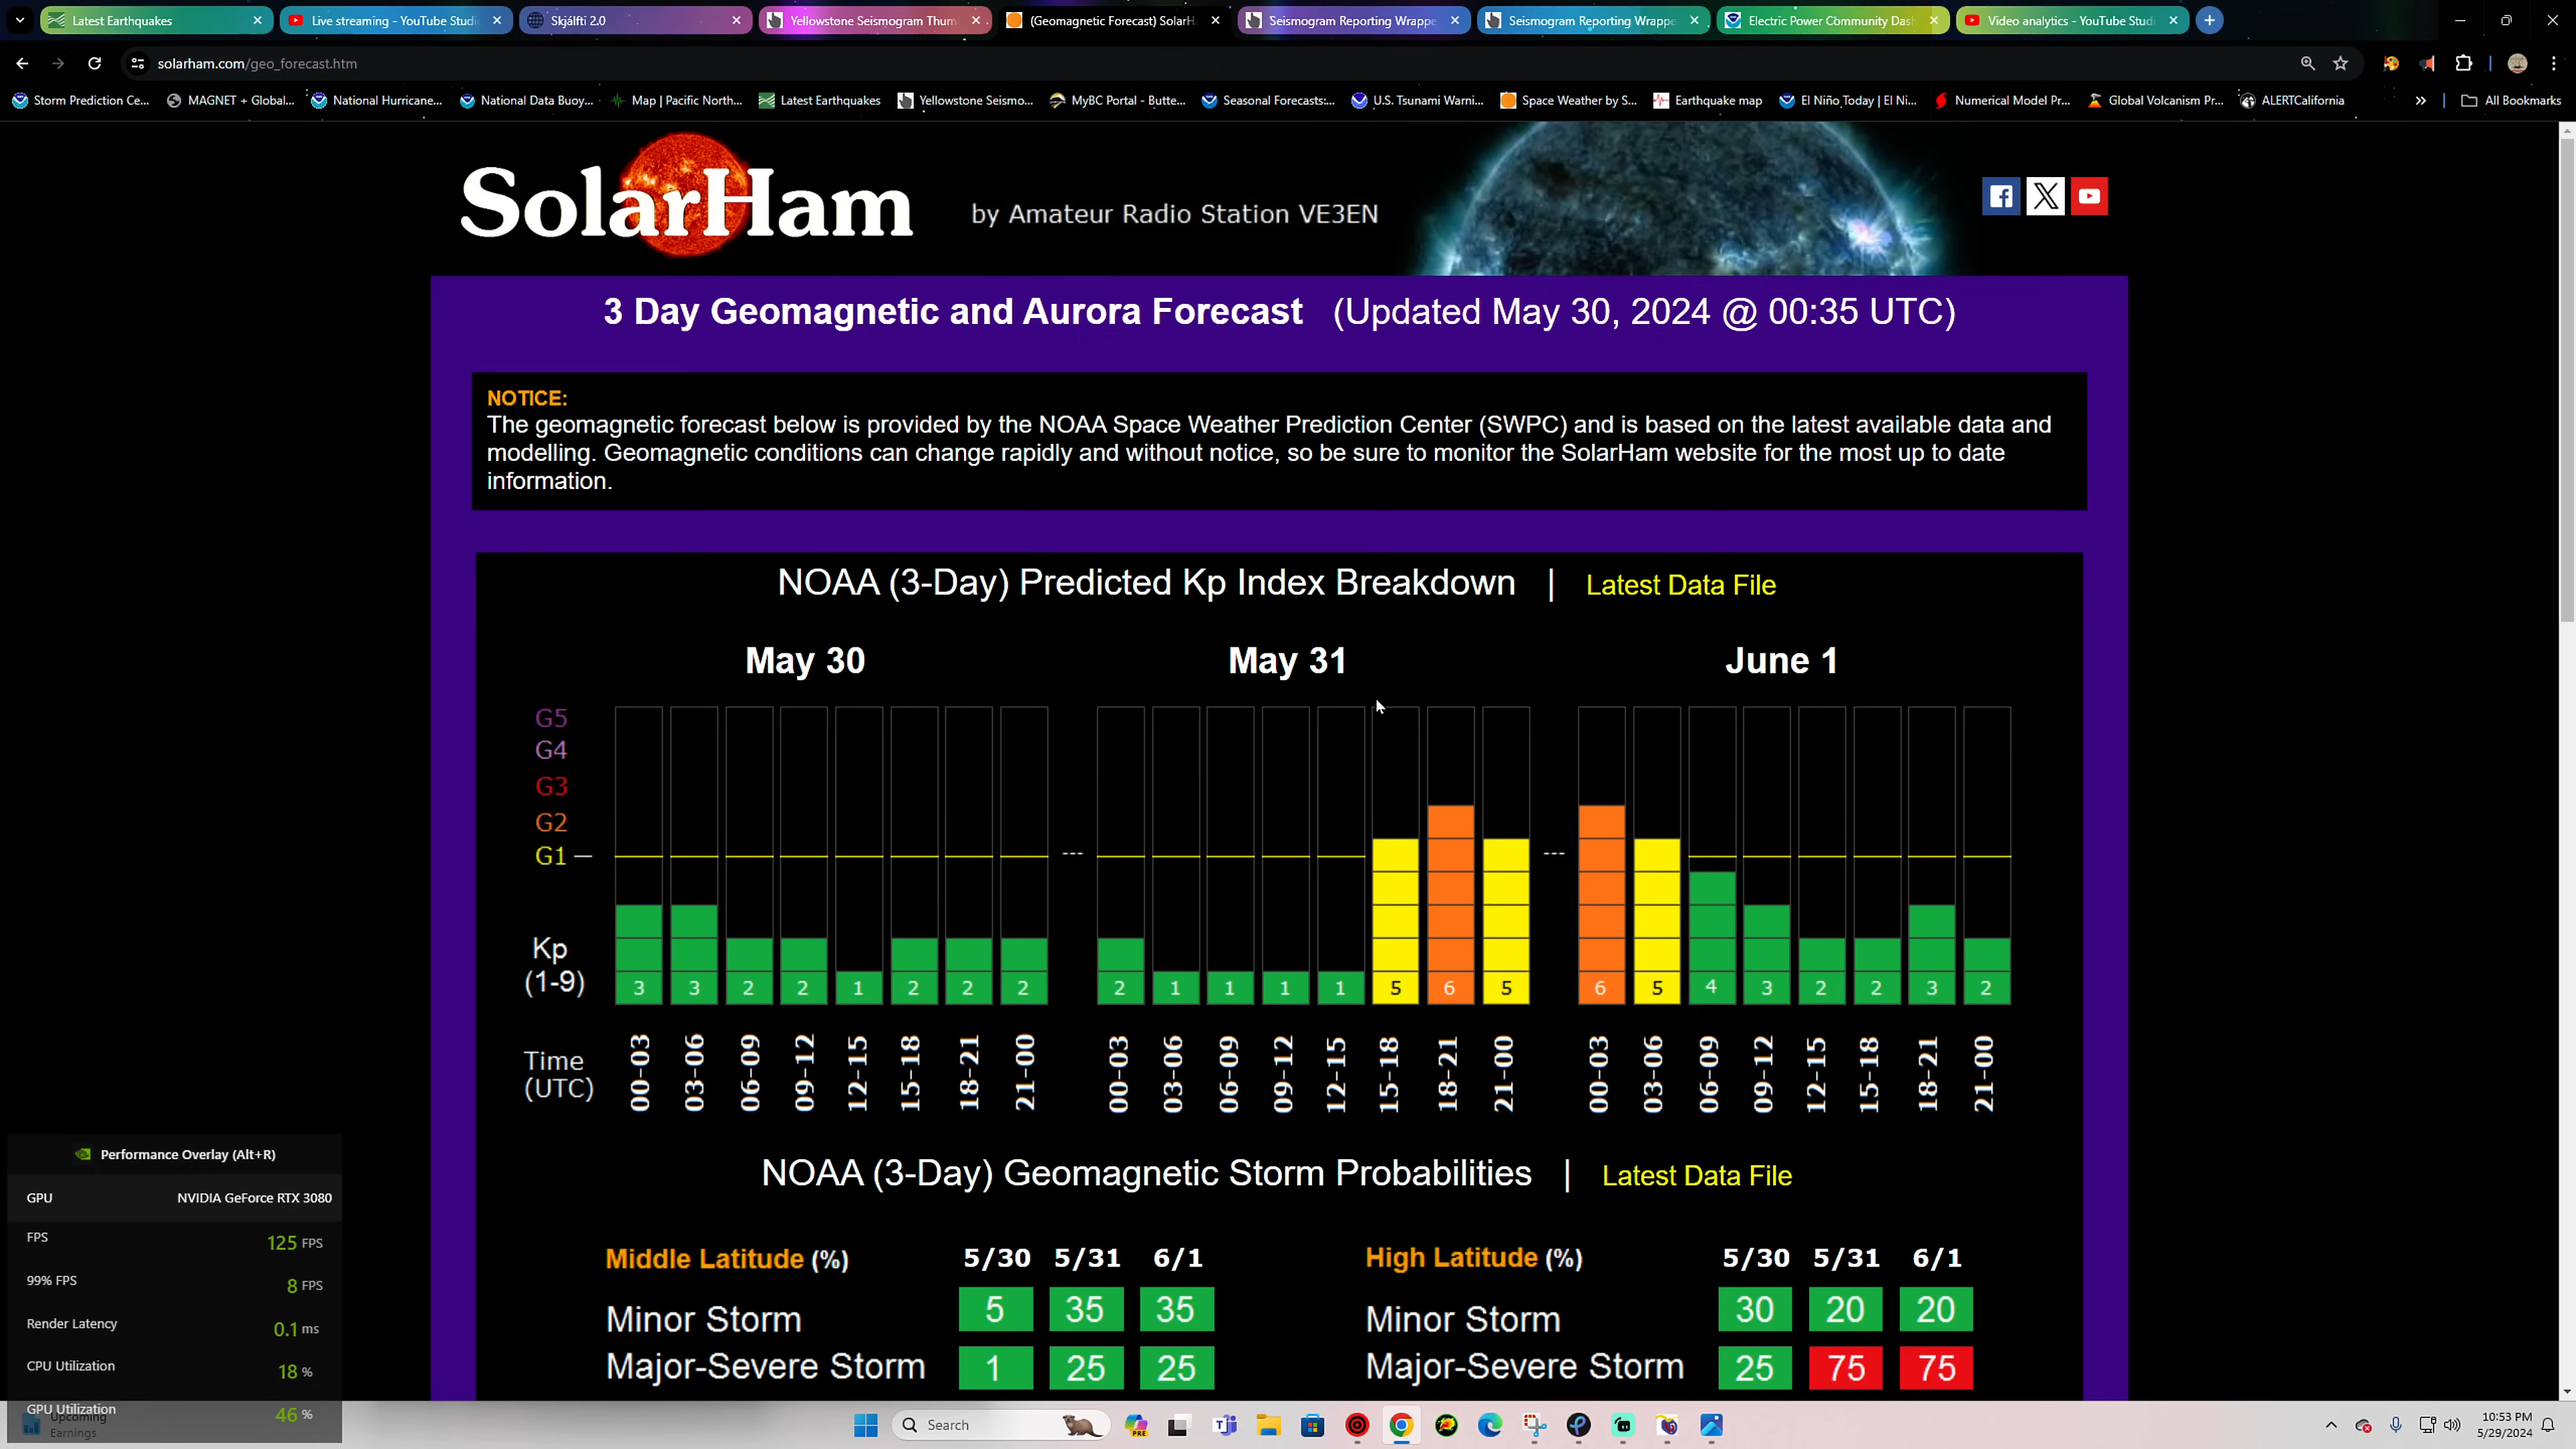 Latest Earthquakes
Live streaming - YouTube Studi
Skjálfti 2.0
Yellowstone Seismogram Thum
(Geomagnetic Forecast) SolarH
Seismogram Reporting Wrappe
Seismogram Reporting Wrappe
Electric Power Community Das
Video analytics - YouTube Studi
solarham.com/geo_forecast.htm
Storm Prediction Ce...
MAGNET + Global...
National Hurricane...
National Data Buoy...
Map | Pacific North...
Latest Earthquakes
Yellowstone Seismo...
MyBC Portal - Butte...
Seasonal Forecasts:...
U.S. Tsunami Warni...
Space Weather by S...
Earthquake map
El Niño Today | El Ni...
Numerical Model Pr...
Global Volcanism Pr...
ALERTCalifornia
All Bookmarks
SolarHam
by Amateur Radio Station VE3EN
3 Day Geomagnetic and Aurora Forecast (Updated May 30, 2024 @ 00:35 UTC)
NOTICE:
The geomagnetic forecast below is provided by the NOAA Space Weather Prediction Center (SWPC) and is based on the latest available data and
modelling. Geomagnetic conditions can change rapidly and without notice, so be sure to monitor the SolarHam website for the most up to date
information.
NOAA (3-Day) Predicted Kp Index Breakdown | Latest Data File
May 30 May 31 June 1
G5
G4
G3
G2
G1
Kp
(1-9)
3 3 2 2 1 2 2 2 2 1 1 1 1 5 6 5 6 5 4 3 2 2 3 2
Time
(UTC)
00-03 03-06 06-09 09-12 12-15 15-18 18-21 21-00 00-03 03-06 06-09 09-12 12-15 15-18 18-21 21-00 00-03 03-06 06-09 09-12 12-15 15-18 18-21 21-00
NOAA (3-Day) Geomagnetic Storm Probabilities | Latest Data File
Middle Latitude (%) 5/30 5/31 6/1
Minor Storm 5 35 35
Major-Severe Storm 1 25 25
High Latitude (%) 5/30 5/31 6/1
Minor Storm 30 20 20
Major-Severe Storm 25 75 75
Performance Overlay (Alt+R)
GPU NVIDIA GeForce RTX 3080
FPS 125 FPS
99% FPS 8 FPS
Render Latency 0.1 ms
CPU Utilization 18 %
GPU Utilization 46 %
Upcoming
Earnings
Search
PRE
10:53 PM
5/29/2024